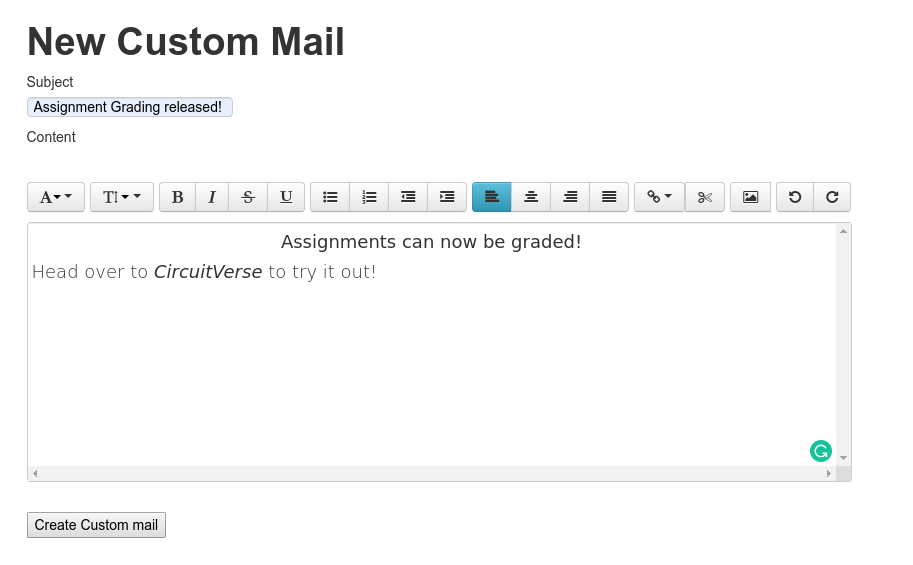 New Custom Mail
Subject
Assignment Grading released!
Content
A T B I S U
Assignments can now be graded!
Head over to CircuitVerse to try it out!
Create Custom mail